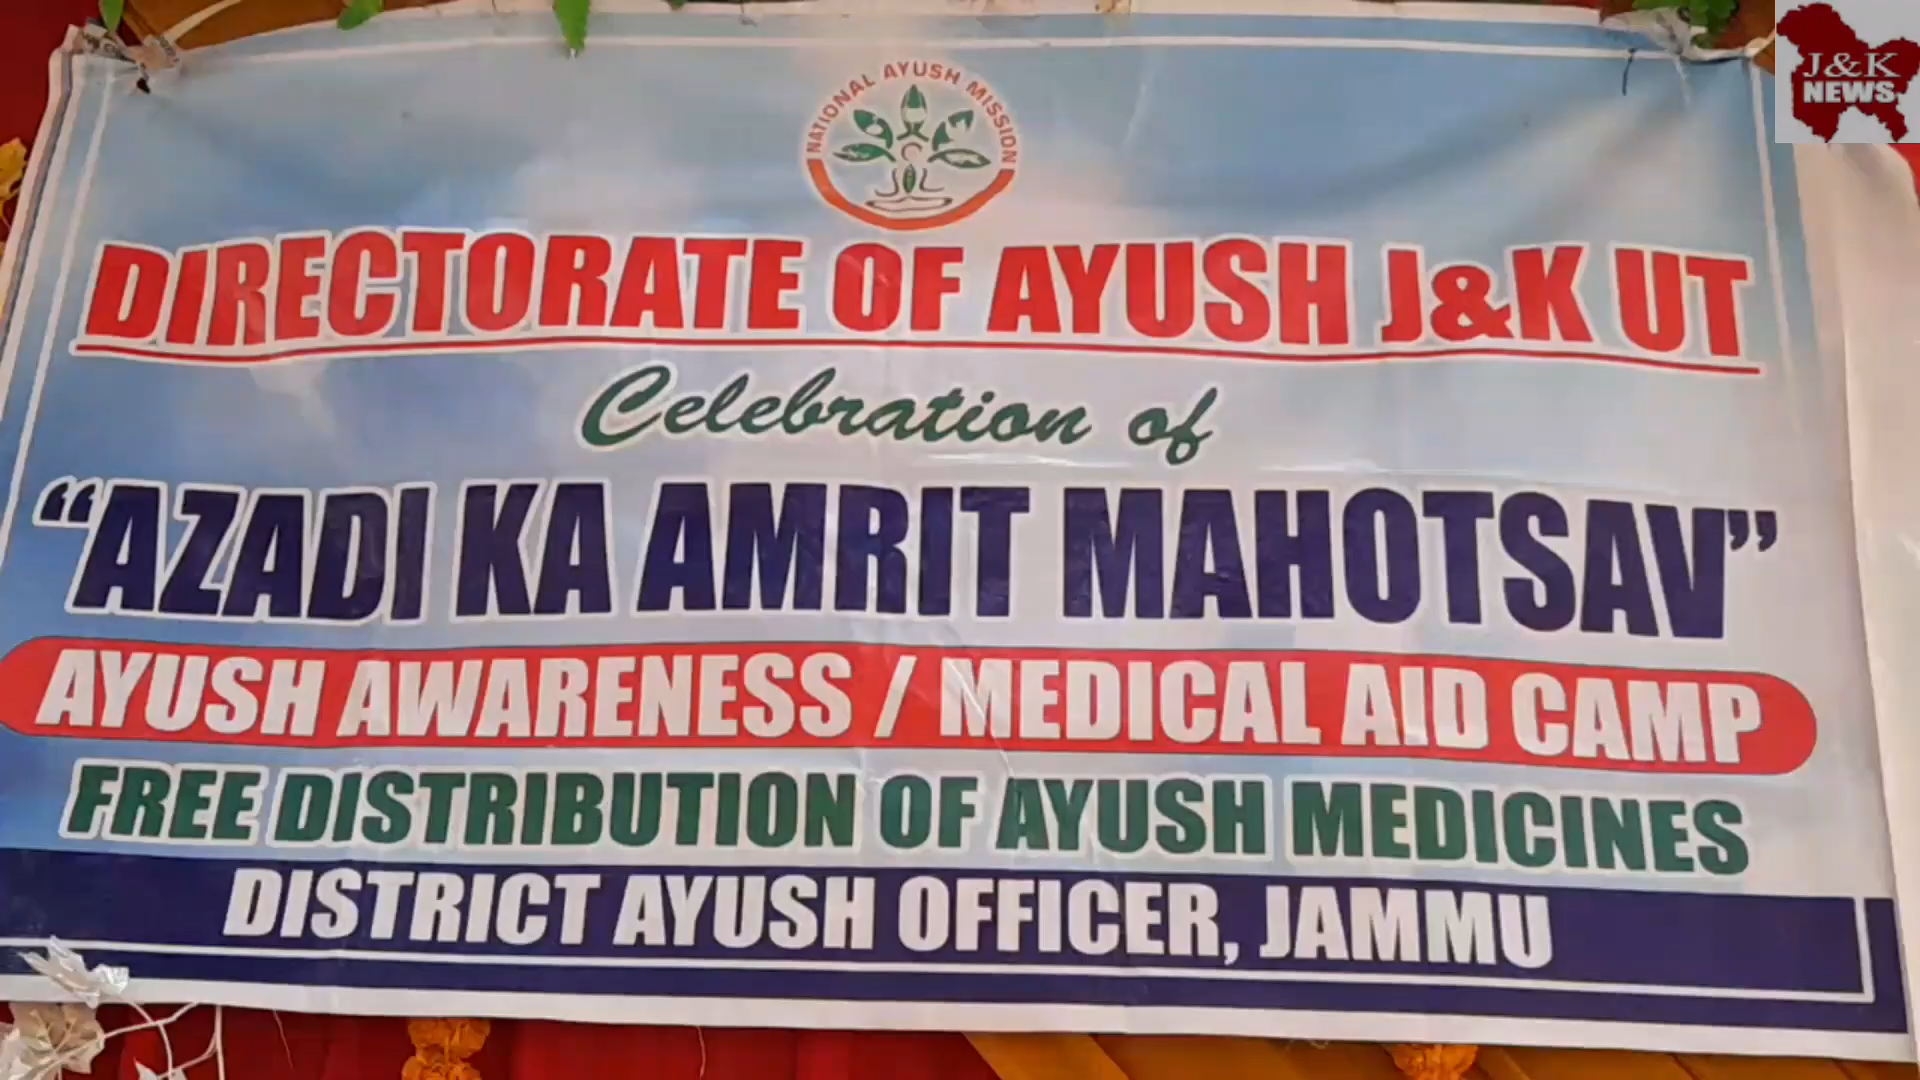 NATIONAL AYUSH MISSION
J&K
NEWS
DIRECTORATE OF AYUSH J&K UT
Celebration of
“AZADI KA AMRIT MAHOTSAV”
AYUSH AWARENESS / MEDICAL AID CAMP
FREE DISTRIBUTION OF AYUSH MEDICINES
DISTRICT AYUSH OFFICER, JAMMU